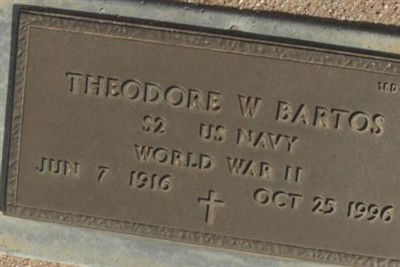 THEODORE W BARTOS
S2 US NAVY
WORLD WAR II
JUN 7 1916 OCT 25 1996